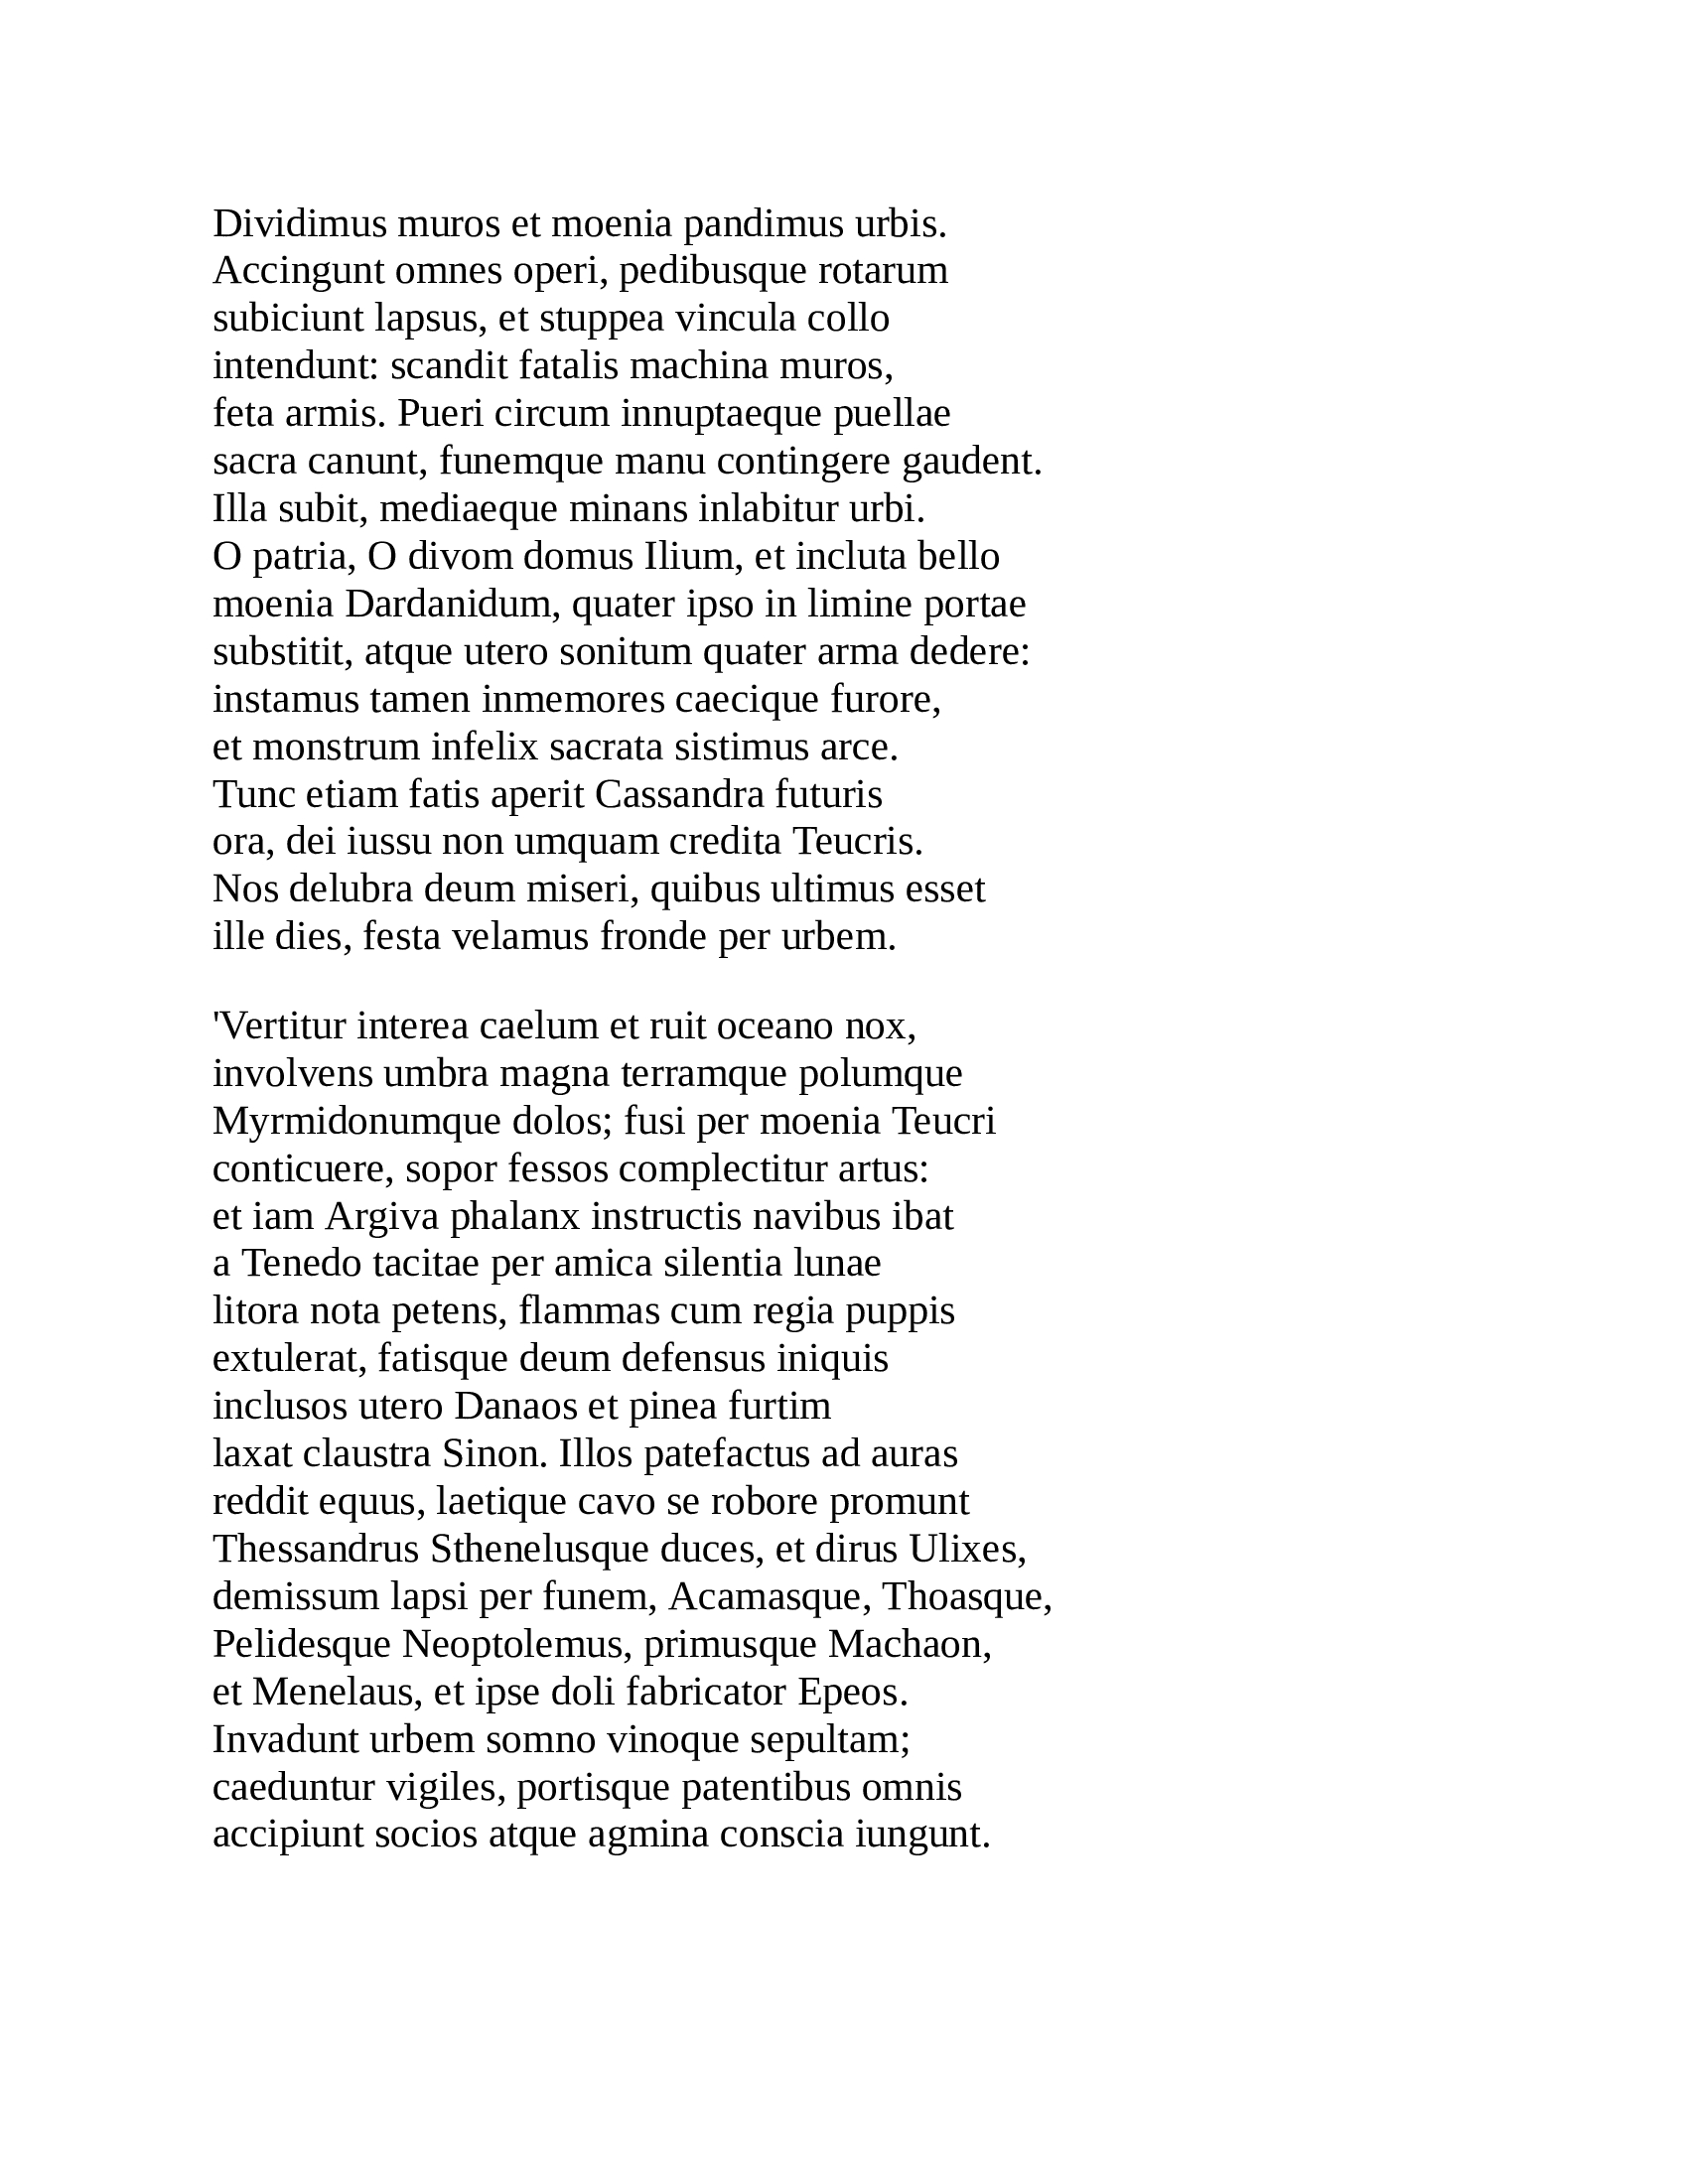 Dividimus muros et moenia pandimus urbis.
Accingunt omnes operi, pedibusque rotarum
subiciunt lapsus, et stuppea vincula collo
intendunt: scandit fatalis machina muros,
feta armis. Pueri circum innuptaeque puellae
sacra canunt, funemque manu contingere gaudent.
Illa subit, mediaeque minans inlabitur urbi.
O patria, O divom domus Ilium, et incluta bello
moenia Dardanidum, quater ipso in limine portae
substitit, atque utero sonitum quater arma dedere:
instamus tamen inmemores caecique furore,
et monstrum infelix sacrata sistimus arce.
Tunc etiam fatis aperit Cassandra futuris
ora, dei iussu non umquam credita Teucris.
Nos delubra deum miseri, quibus ultimus esset
ille dies, festa velamus fronde per urbem.

'Vertitur interea caelum et ruit oceano nox,
involvens umbra magna terramque polumque
Myrmidonumque dolos; fusi per moenia Teucri
conticuere, sopor fessos complectitur artus:
et iam Argiva phalanx instructis navibus ibat
a Tenedo tacitae per amica silentia lunae
litora nota petens, flammas cum regia puppis
extulerat, fatisque deum defensus iniquis
inclusos utero Danaos et pinea furtim
laxat claustra Sinon. Illos patefactus ad auras
reddit equus, laetique cavo se robore promunt
Thessandrus Sthenelusque duces, et dirus Ulixes,
demissum lapsi per funem, Acamasque, Thoasque,
Pelidesque Neoptolemus, primusque Machaon,
et Menelaus, et ipse doli fabricator Epeos.
Invadunt urbem somno vinoque sepultam;
caeduntur vigiles, portisque patentibus omnis
accipiunt socios atque agmina conscia iungunt.